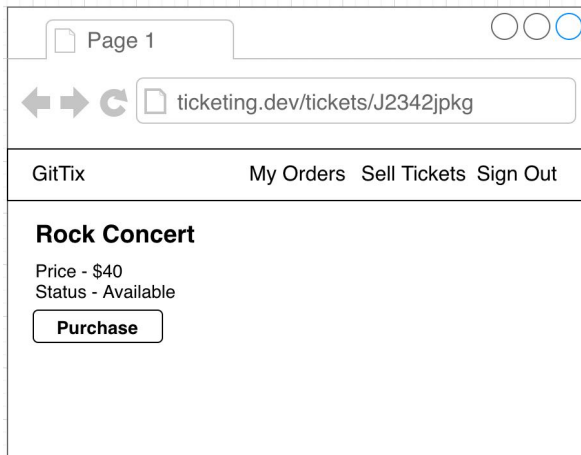 Page 1
ticketing.dev/tickets/J2342jpkg
GitTix My Orders Sell Tickets Sign Out
Rock Concert
Price - $40
Status - Available
Purchase